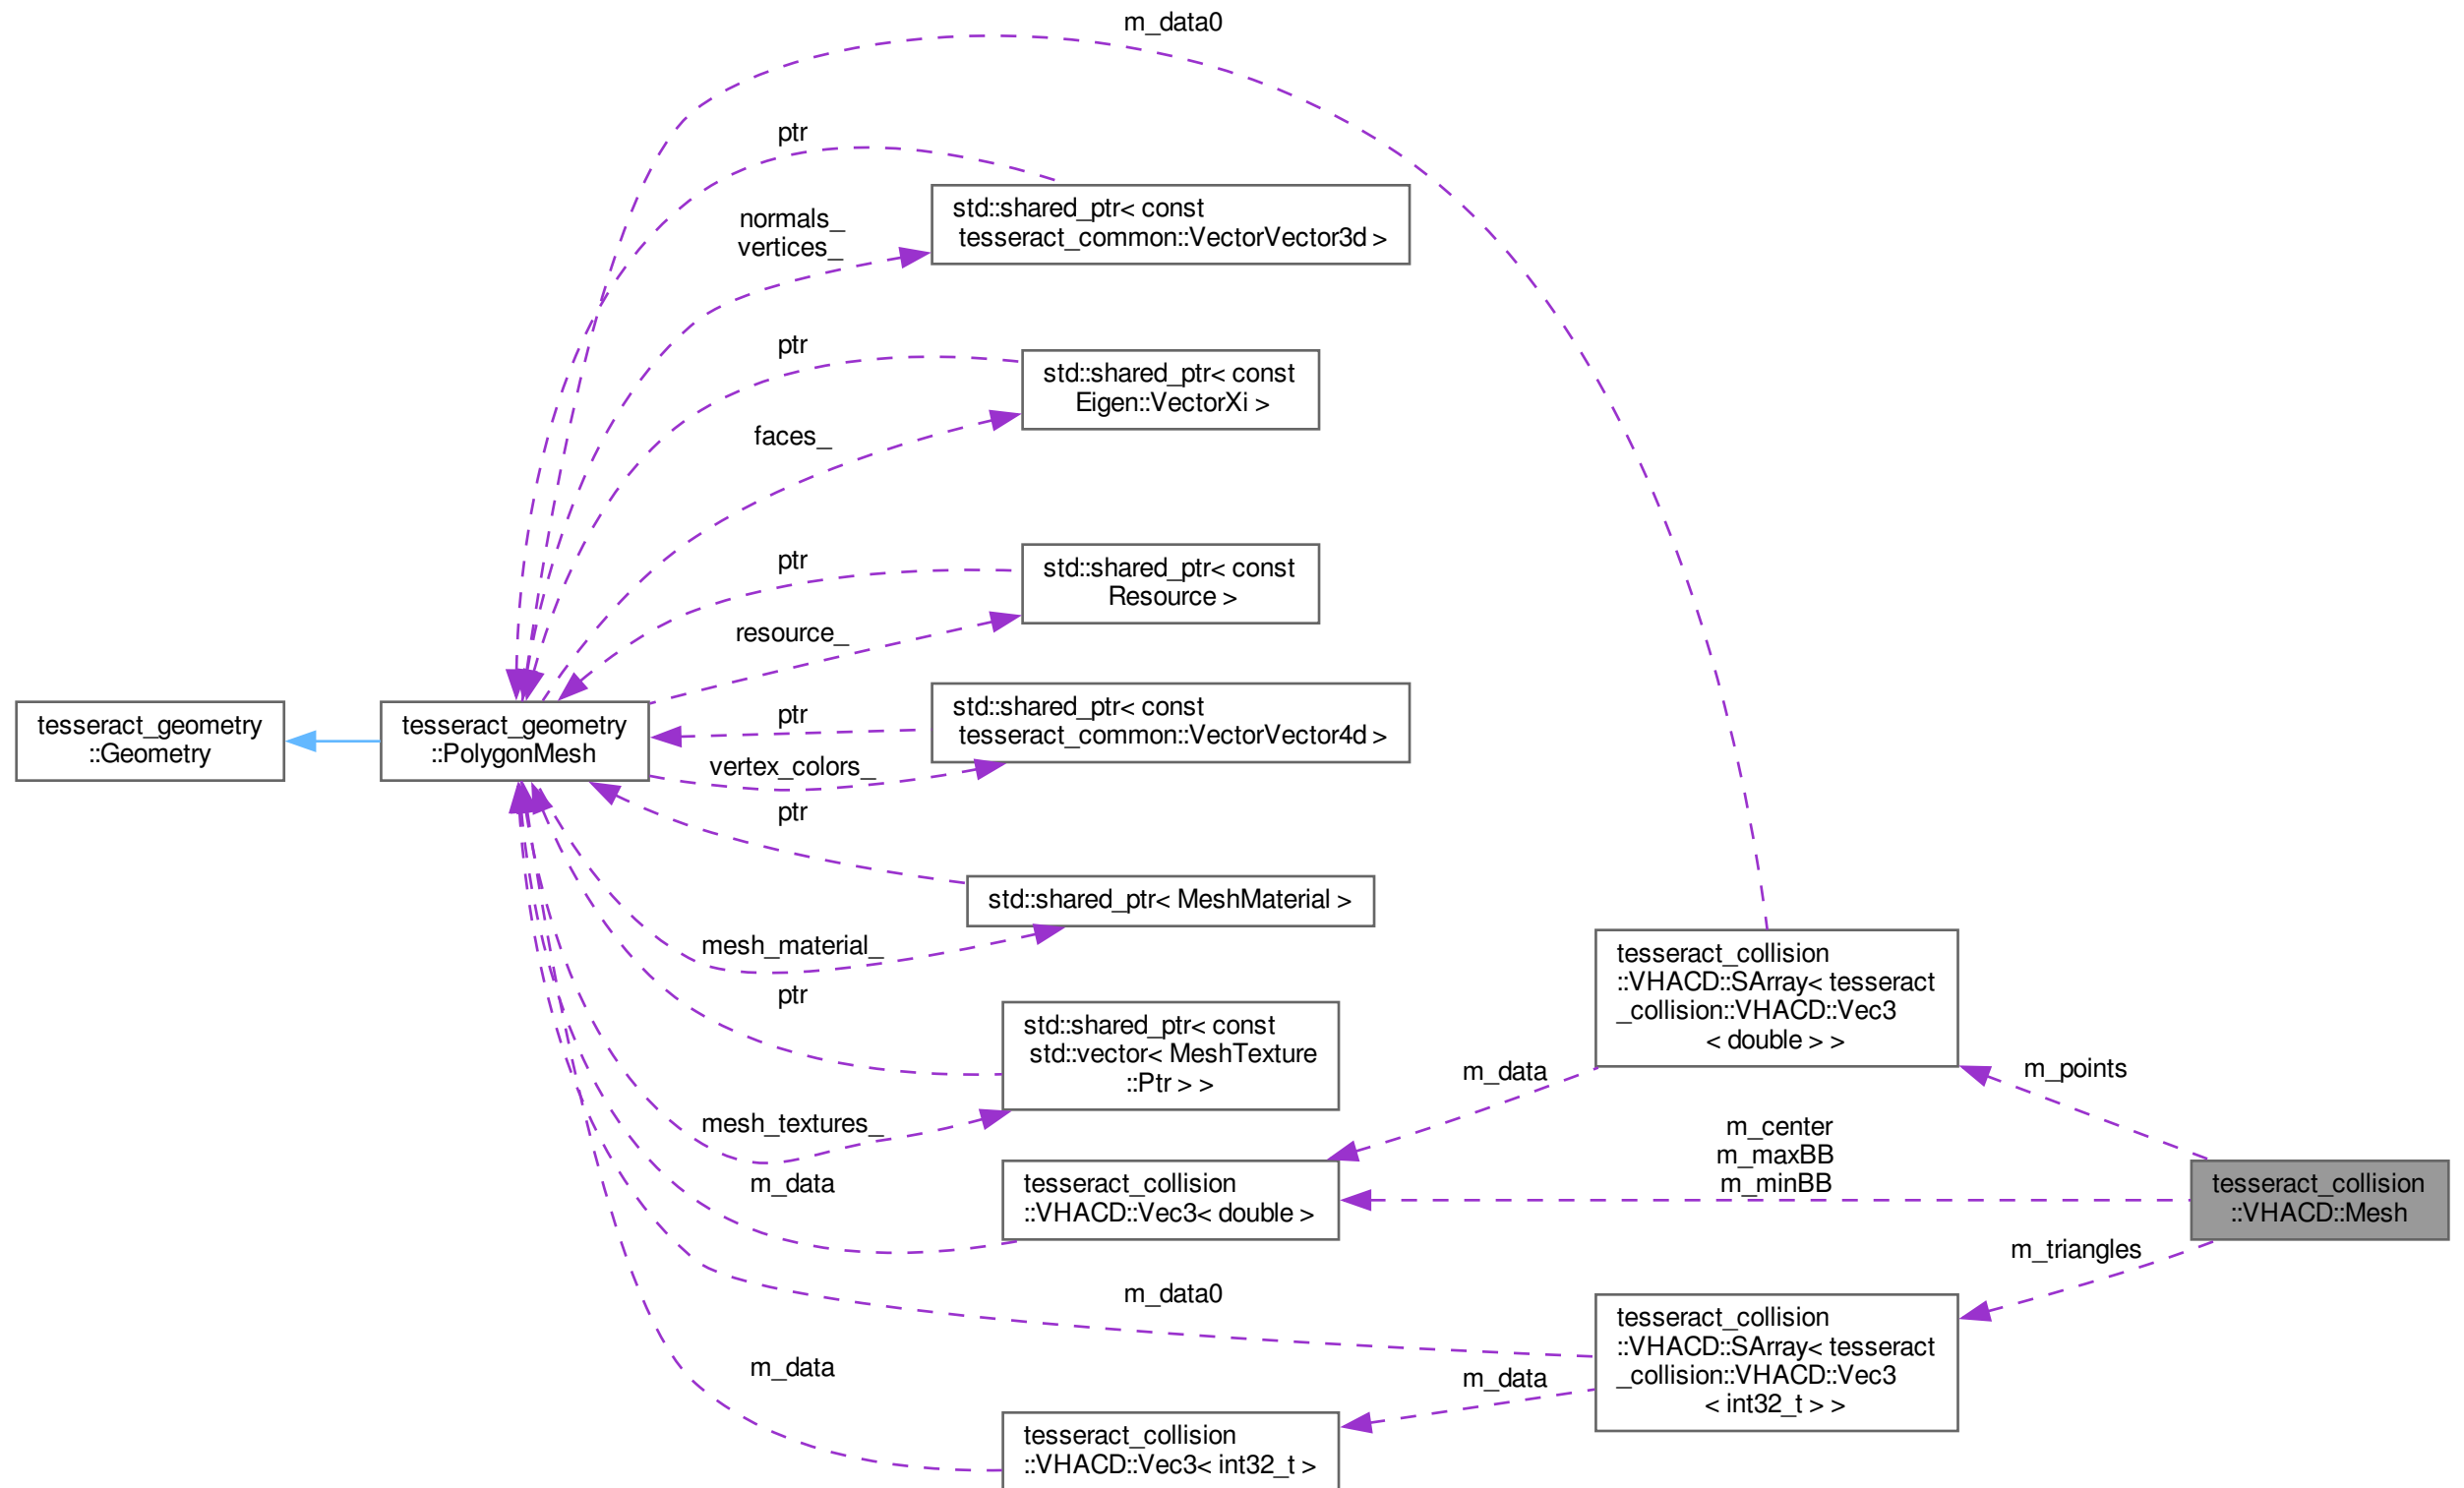 m_data0
ptr
std::shared_ptr< const
tesseract_common::VectorVector3d >
normals_
vertices_
ptr
std::shared_ptr< const
Eigen::VectorXi >
faces_
ptr
std::shared_ptr< const
Resource >
resource_
tesseract_geometry
::Geometry
tesseract_geometry
::PolygonMesh
ptr
std::shared_ptr< const
tesseract_common::VectorVector4d >
vertex_colors_
ptr
std::shared_ptr< MeshMaterial >
mesh_material_
ptr
std::shared_ptr< const
std::vector< MeshTexture
::Ptr > >
mesh_textures_
tesseract_collision
::VHACD::SArray< tesseract
_collision::VHACD::Vec3
< double > >
m_data
m_points
m_center
m_maxBB
m_minBB
m_data
tesseract_collision
::VHACD::Vec3< double >
tesseract_collision
::VHACD::Mesh
m_triangles
m_data0
tesseract_collision
::VHACD::SArray< tesseract
_collision::VHACD::Vec3
< int32_t > >
m_data
m_data
tesseract_collision
::VHACD::Vec3< int32_t >